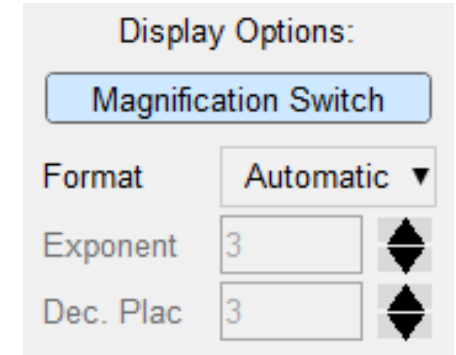 Display Options:
Magnification Switch
Format Automatic ▼
Exponent 3
Dec. Plac 3